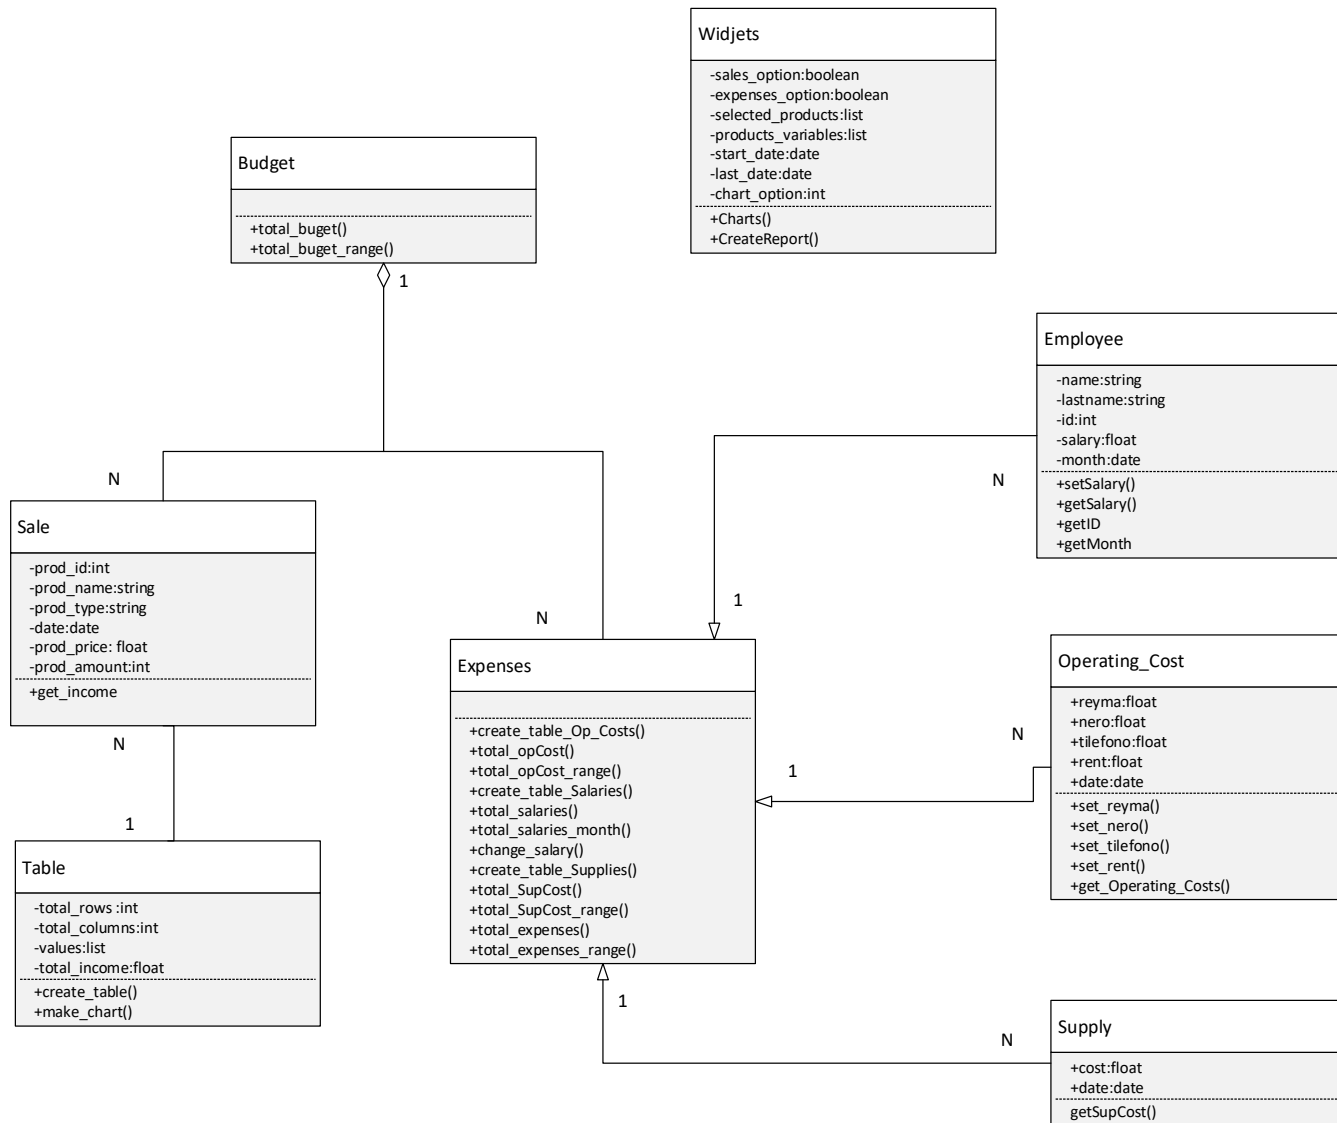 Widjets
-sales_option:boolean
-expenses_option:boolean
-selected_products:list
-products_variables:list
-start_date:date
-last_date:date
-chart_option:int
+Charts()
+CreateReport()
Budget
+total_buget()
+total_buget_range()
1
Employee
-name:string
-lastname:string
-id:int
-salary:float
-month:date
+setSalary()
+getSalary()
+getID
+getMonth
N
N
Sale
-prod_id:int
-prod_name:string
-prod_type:string
-date:date
-prod_price: float
-prod_amount:int
+get_income
N
1
N
1
Expenses
+create_table_Op_Costs()
+total_opCost()
+total_opCost_range()
+create_table_Salaries()
+total_salaries()
+total_salaries_month()
+change_salary()
+create_table_Supplies()
+total_SupCost()
+total_SupCost_range()
+total_expenses()
+total_expenses_range()
Operating_Cost
+reyma:float
+nero:float
+tilefono:float
+rent:float
+date:date
+set_reyma()
+set_nero()
+set_tilefono()
+set_rent()
+get_Operating_Costs()
N
1
1
Table
-total_rows :int
-total_columns:int
-values:list
-total_income:float
+create_table()
+make_chart()
1
N
Supply
+cost:float
+date:date
getSupCost()